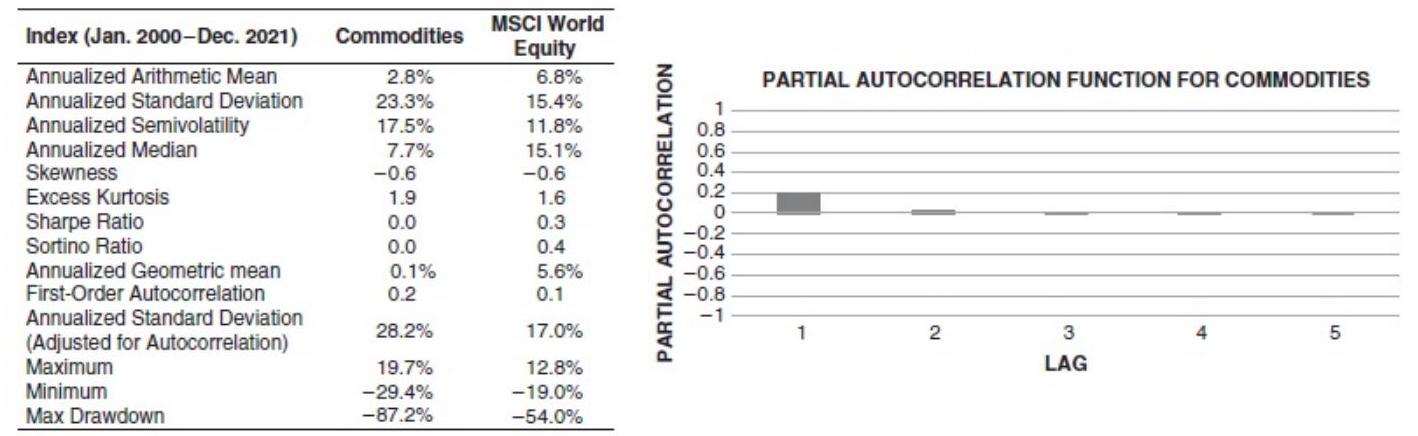 Index (Jan. 2000–Dec. 2021) Commodities MSCI World Equity
Annualized Arithmetic Mean 2.8% 6.8%
Annualized Standard Deviation 23.3% 15.4%
Annualized Semivolatility 17.5% 11.8%
Annualized Median 7.7% 15.1%
Skewness −0.6 −0.6
Excess Kurtosis 1.9 1.6
Sharpe Ratio 0.0 0.3
Sortino Ratio 0.0 0.4
Annualized Geometric mean 0.1% 5.6%
First-Order Autocorrelation 0.2 0.1
Annualized Standard Deviation
(Adjusted for Autocorrelation) 28.2% 17.0%
Maximum 19.7% 12.8%
Minimum −29.4% −19.0%
Max Drawdown −87.2% −54.0%
PARTIAL AUTOCORRELATION FUNCTION FOR COMMODITIES
PARTIAL AUTOCORRELATION
1
0.8
0.6
0.4
0.2
0
−0.2
−0.4
−0.6
−0.8
−1
1 2 3 4 5
LAG